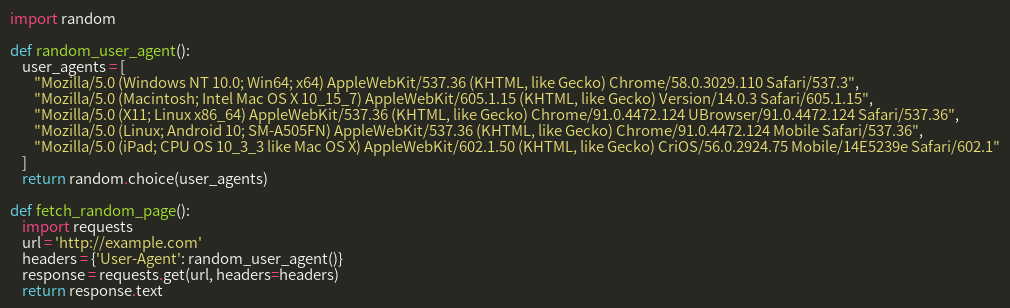 import random

def random_user_agent():
    user_agents = [
        "Mozilla/5.0 (Windows NT 10.0; Win64; x64) AppleWebKit/537.36 (KHTML, like Gecko) Chrome/58.0.3029.110 Safari/537.3",
        "Mozilla/5.0 (Macintosh; Intel Mac OS X 10_15_7) AppleWebKit/605.1.15 (KHTML, like Gecko) Version/14.0.3 Safari/605.1.15",
        "Mozilla/5.0 (X11; Linux x86_64) AppleWebKit/537.36 (KHTML, like Gecko) Chrome/91.0.4472.124 UBrowser/91.0.4472.124 Safari/537.36",
        "Mozilla/5.0 (Linux; Android 10; SM-A505FN) AppleWebKit/537.36 (KHTML, like Gecko) Chrome/91.0.4472.124 Mobile Safari/537.36",
        "Mozilla/5.0 (iPad; CPU OS 10_3_3 like Mac OS X) AppleWebKit/602.1.50 (KHTML, like Gecko) CriOS/56.0.2924.75 Mobile/14E5239e Safari/602.1"
    ]
    return random.choice(user_agents)

def fetch_random_page():
    import requests
    url = 'http://example.com'
    headers = {'User-Agent': random_user_agent()}
    response = requests.get(url, headers=headers)
    return response.text